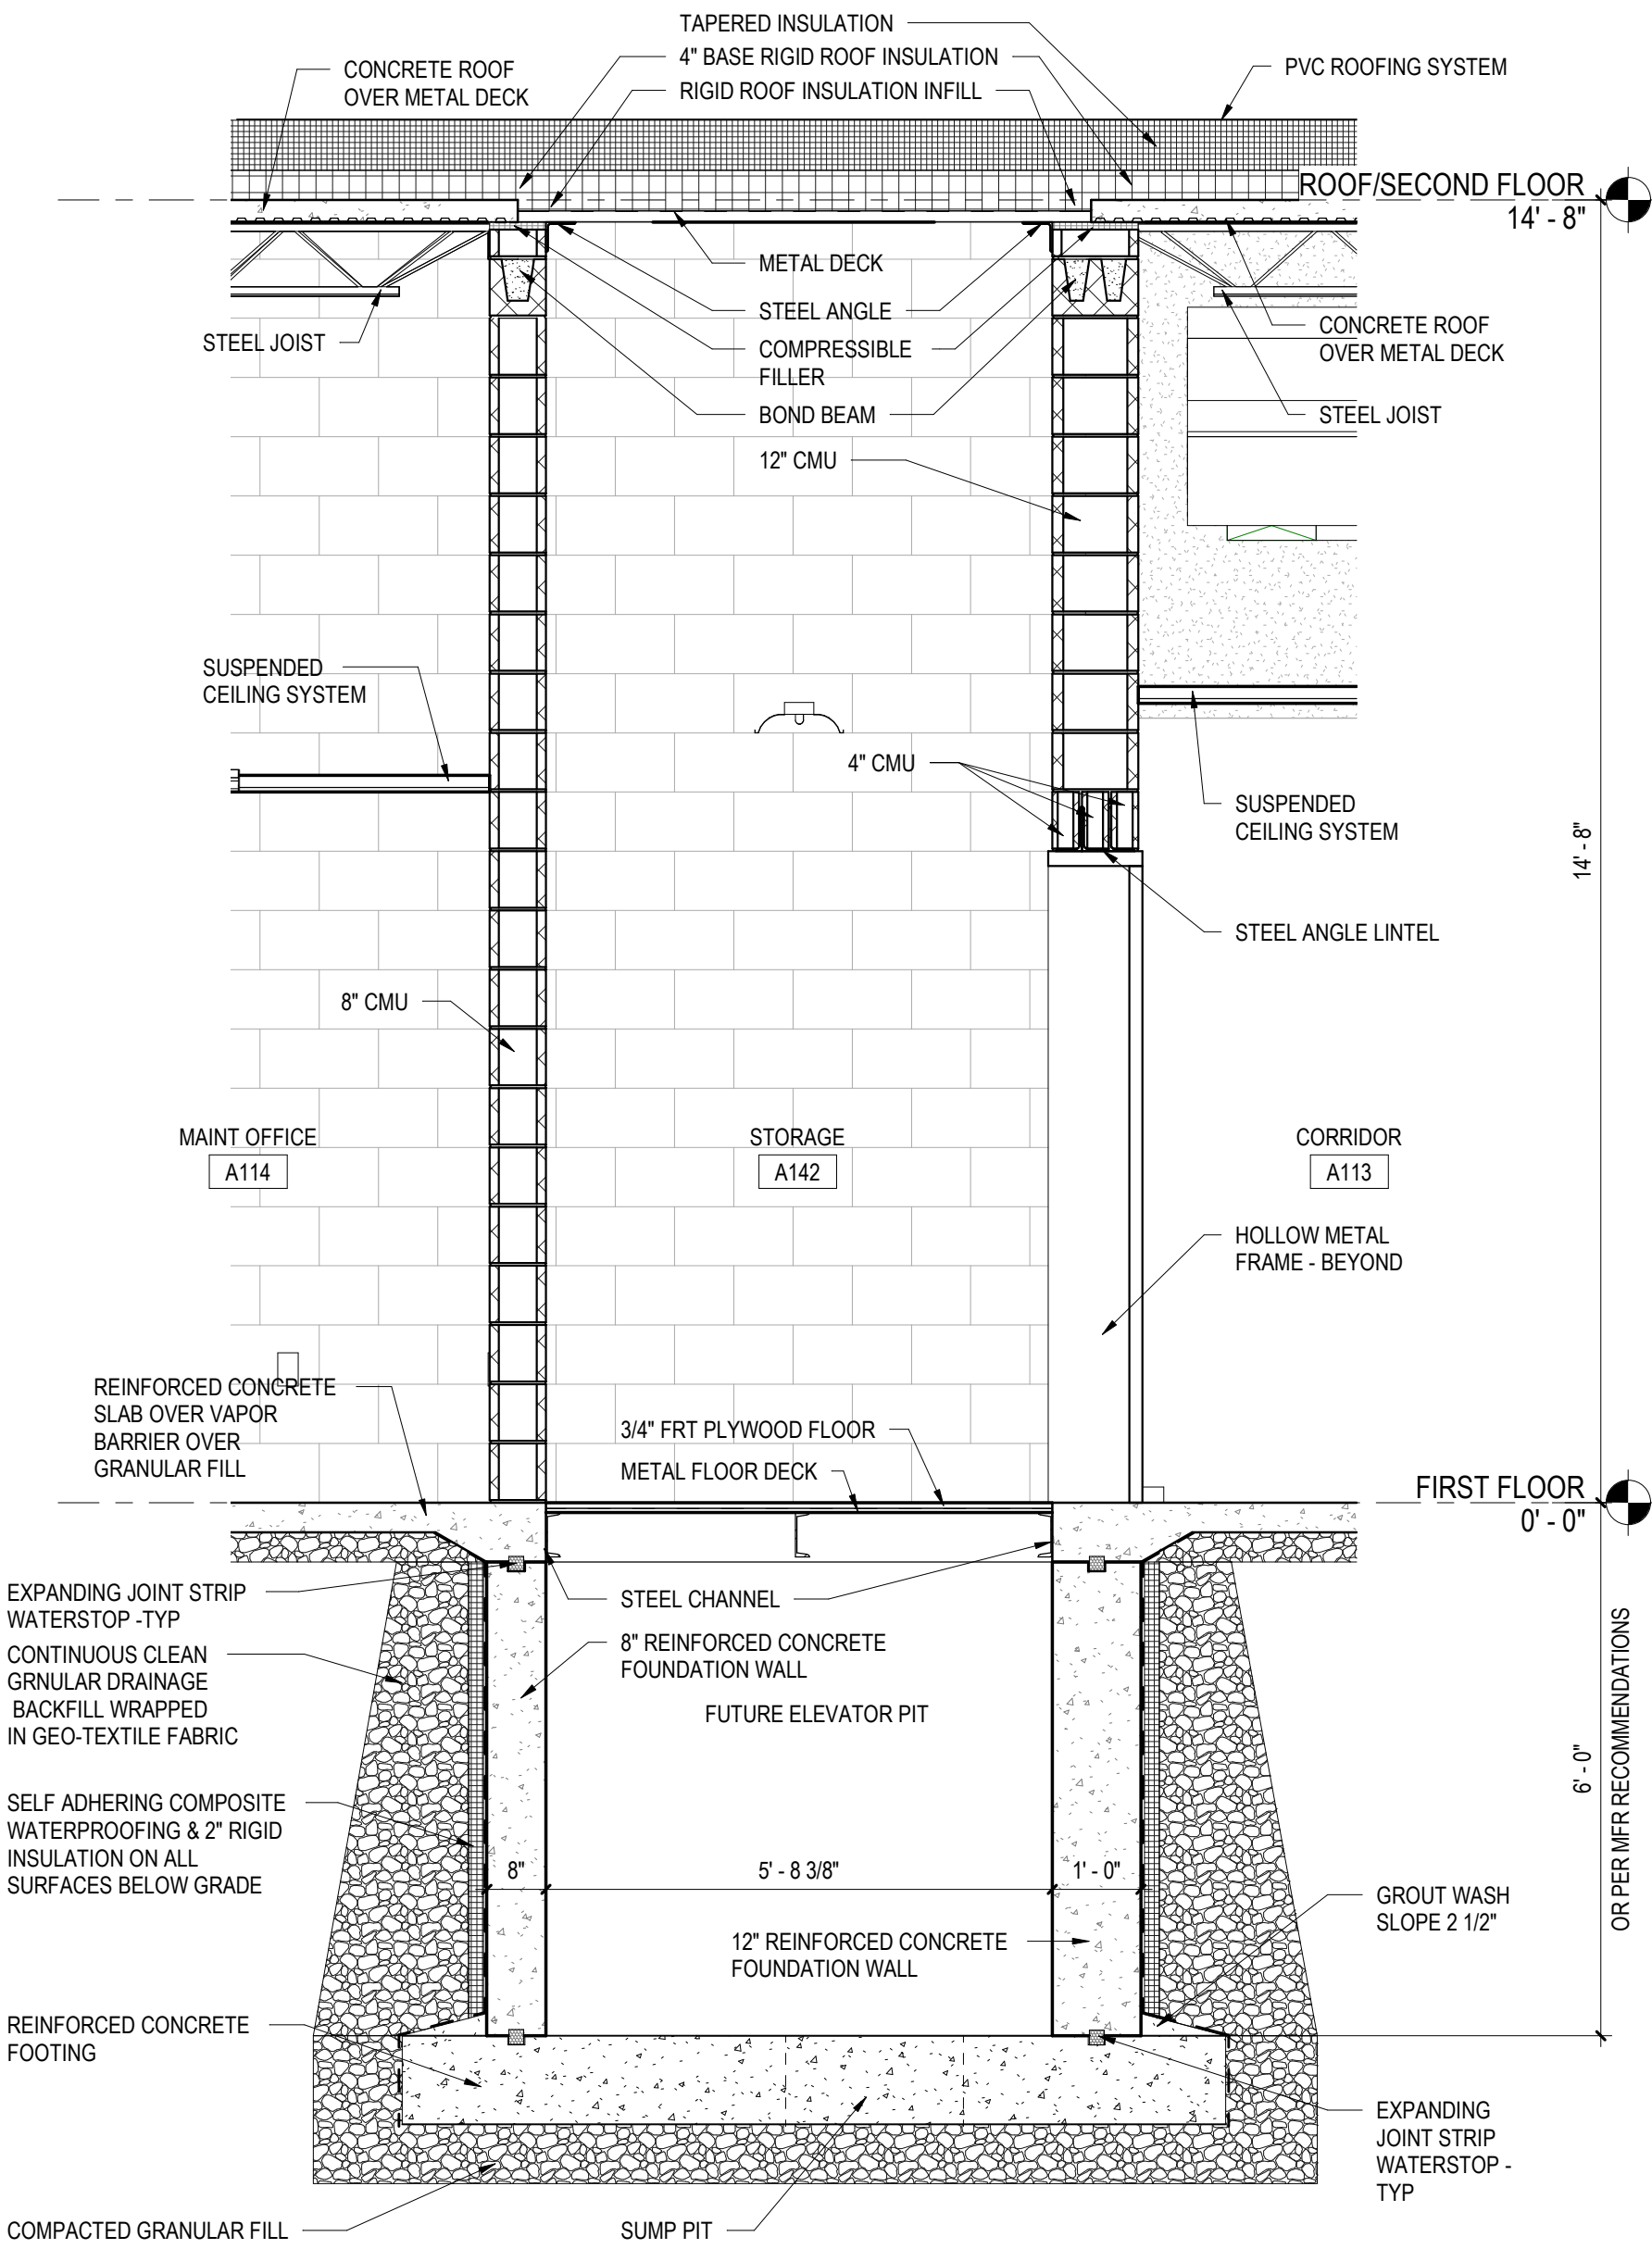 TAPERED INSULATION
4" BASE RIGID ROOF INSULATION
RIGID ROOF INSULATION INFILL
CONCRETE ROOF
OVER METAL DECK
PVC ROOFING SYSTEM
ROOF/SECOND FLOOR
14' - 8"
METAL DECK
STEEL ANGLE
COMPRESSIBLE
FILLER
BOND BEAM
12" CMU
STEEL JOIST
CONCRETE ROOF
OVER METAL DECK
STEEL JOIST
SUSPENDED
CEILING SYSTEM
4" CMU
SUSPENDED
CEILING SYSTEM
14' - 8"
STEEL ANGLE LINTEL
8" CMU
MAINT OFFICE
A114
STORAGE
A142
CORRIDOR
A113
HOLLOW METAL
FRAME - BEYOND
REINFORCED CONCRETE
SLAB OVER VAPOR
BARRIER OVER
GRANULAR FILL
3/4" FRT PLYWOOD FLOOR
METAL FLOOR DECK
FIRST FLOOR
0' - 0"
EXPANDING JOINT STRIP
WATERSTOP -TYP
CONTINUOUS CLEAN
GRNULAR DRAINAGE
BACKFILL WRAPPED
IN GEO-TEXTILE FABRIC
STEEL CHANNEL
8" REINFORCED CONCRETE
FOUNDATION WALL
FUTURE ELEVATOR PIT
6' - 0"
OR PER MFR RECOMMENDATIONS
SELF ADHERING COMPOSITE
WATERPROOFING & 2" RIGID
INSULATION ON ALL
SURFACES BELOW GRADE
8"
5' - 8 3/8"
1' - 0"
GROUT WASH
SLOPE 2 1/2"
12" REINFORCED CONCRETE
FOUNDATION WALL
REINFORCED CONCRETE
FOOTING
EXPANDING
JOINT STRIP
WATERSTOP -
TYP
COMPACTED GRANULAR FILL
SUMP PIT